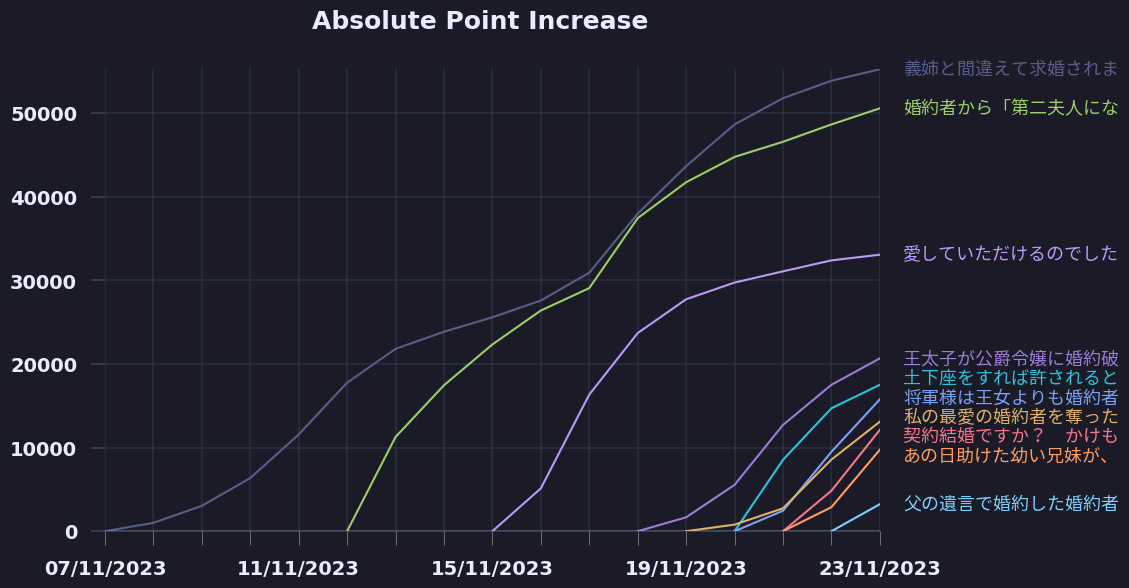 Absolute Point Increase
50000
40000
30000
20000
10000
0
07/11/2023
11/11/2023
15/11/2023
19/11/2023
23/11/2023
義姉と間違えて求婚されま
婚約者から「第二夫人にな
愛していただけるのでした
王太子が公爵令嬢に婚約破
土下座をすれば許されると
将軍様は王女よりも婚約者
私の最愛の婚約者を奪った
契約結婚ですか？　かけも
あの日助けた幼い兄妹が、
父の遺言で婚約した婚約者